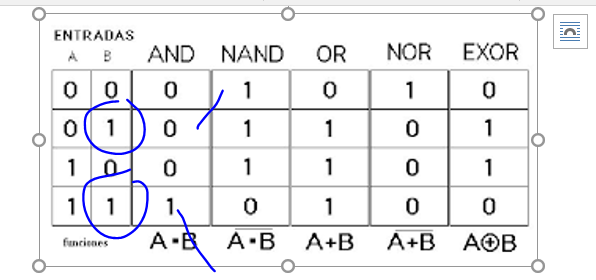 ENTRADAS
A B AND NAND OR NOR EXOR
0 0 0 1 0 1 0
0 1 0 1 1 0 1
1 0 0 1 1 0 1
1 1 1 0 1 0 0
funciones A▪B A̅▪̅B̅ A+B A̅+̅B̅ A⊕B